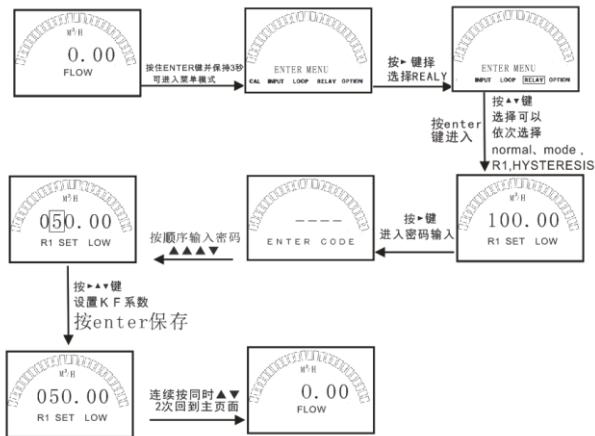 M³/H
0.00
FLOW
按住ENTER键并保持3秒
可进入菜单模式
ENTER MENU
CAL INPUT LOOP RELAY OPTION
按►键择
选择REALY
ENTER MENU
INPUT LOOP RELAY OPTION
按enter
键进入
按▲▼键
选择可以
依次选择
normal、mode ,
R1,HYSTERESIS
M³/H
100.00
R1 SET LOW
按►键
进入密码输入
----
ENTER CODE
按顺序输入密码
▲▲▲▼
M³/H
050.00
R1 SET LOW
按►▲▼键
设置KF系数
按enter保存
M³/H
050.00
R1 SET LOW
连续按同时▲▼
2次回到主页面
M³/H
0.00
FLOW